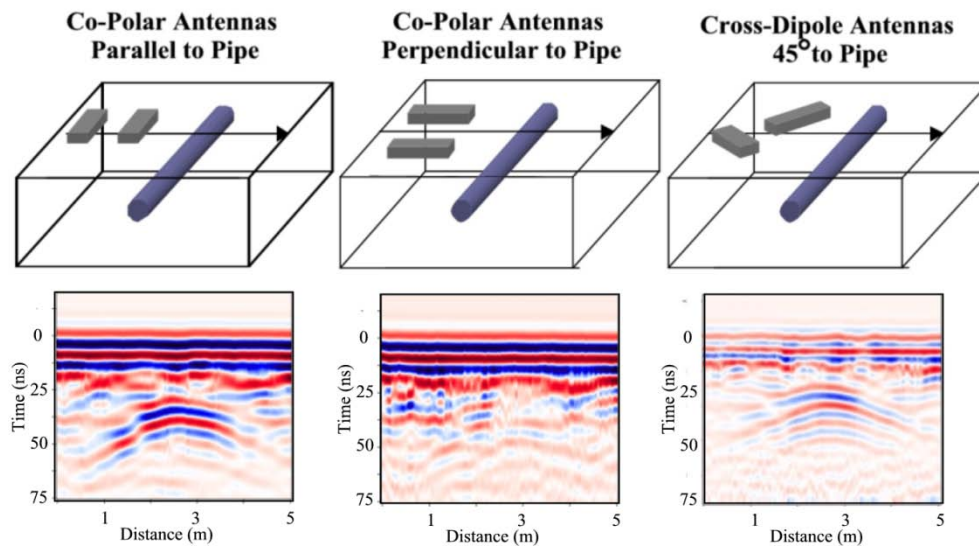 Co-Polar Antennas
Parallel to Pipe
Co-Polar Antennas
Perpendicular to Pipe
Cross-Dipole Antennas
45° to Pipe
0
25
50
75
Time (ns)
1
3
5
Distance (m)
0
25
50
75
Time (ns)
1
3
5
Distance (m)
0
25
50
75
Time (ns)
1
3
5
Distance (m)